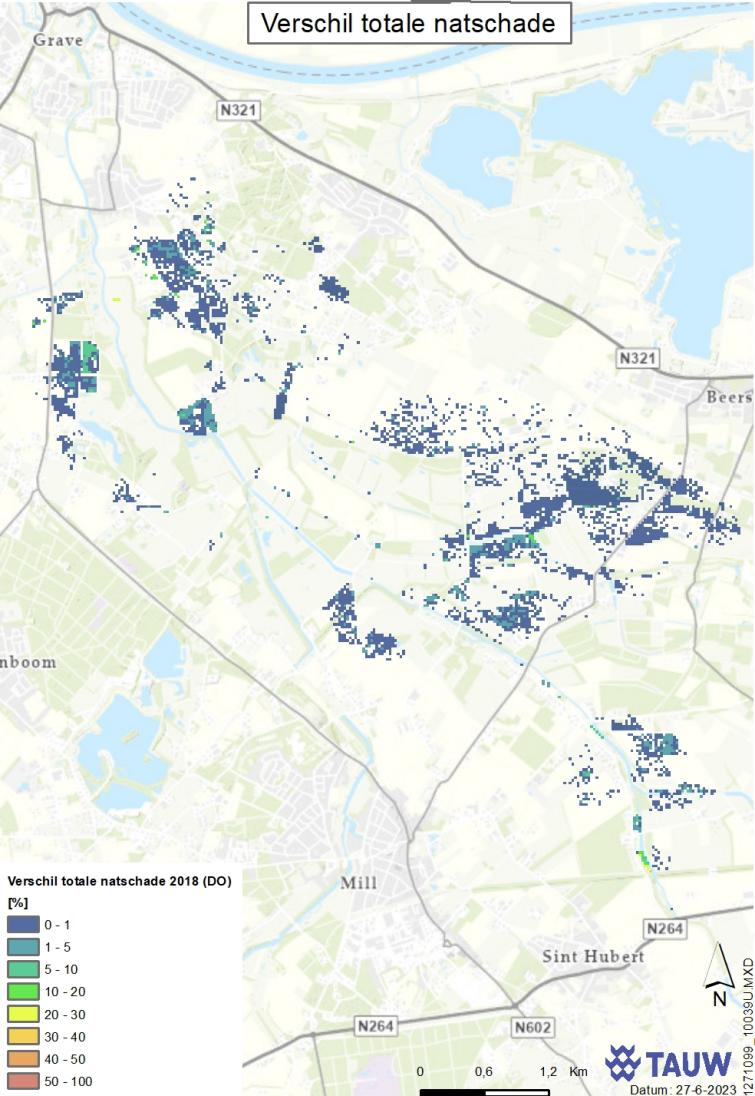 Verschil totale natschade
Grave
N321
N321
Beers
nboom
Mill
N264
Sint Hubert
N264
N602
Verschil totale natschade 2018 (DO)
[%]
0 - 1
1 - 5
5 - 10
10 - 20
20 - 30
30 - 40
40 - 50
50 - 100
N
0 0,6 1,2 Km
TAUW
Datum: 27-6-2023
1271099_10039U.MXD